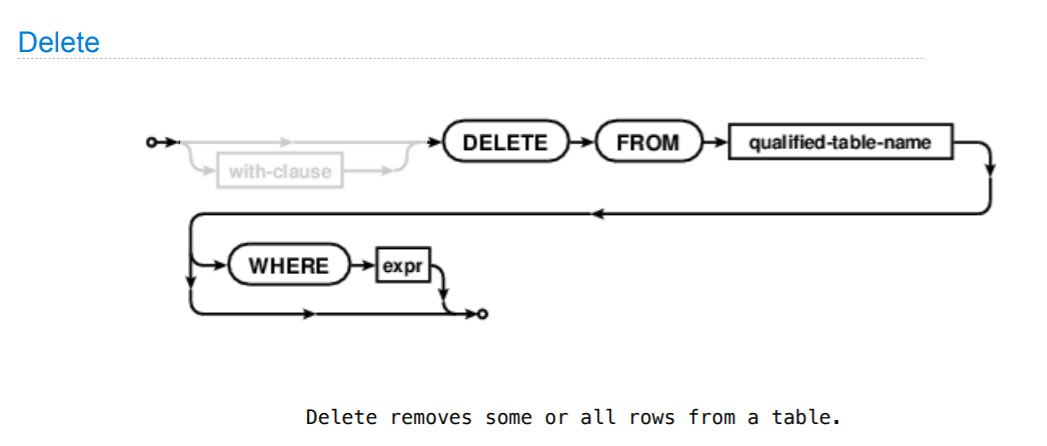 Delete
DELETE FROM qualified-table-name
with-clause
WHERE expr
Delete removes some or all rows from a table.